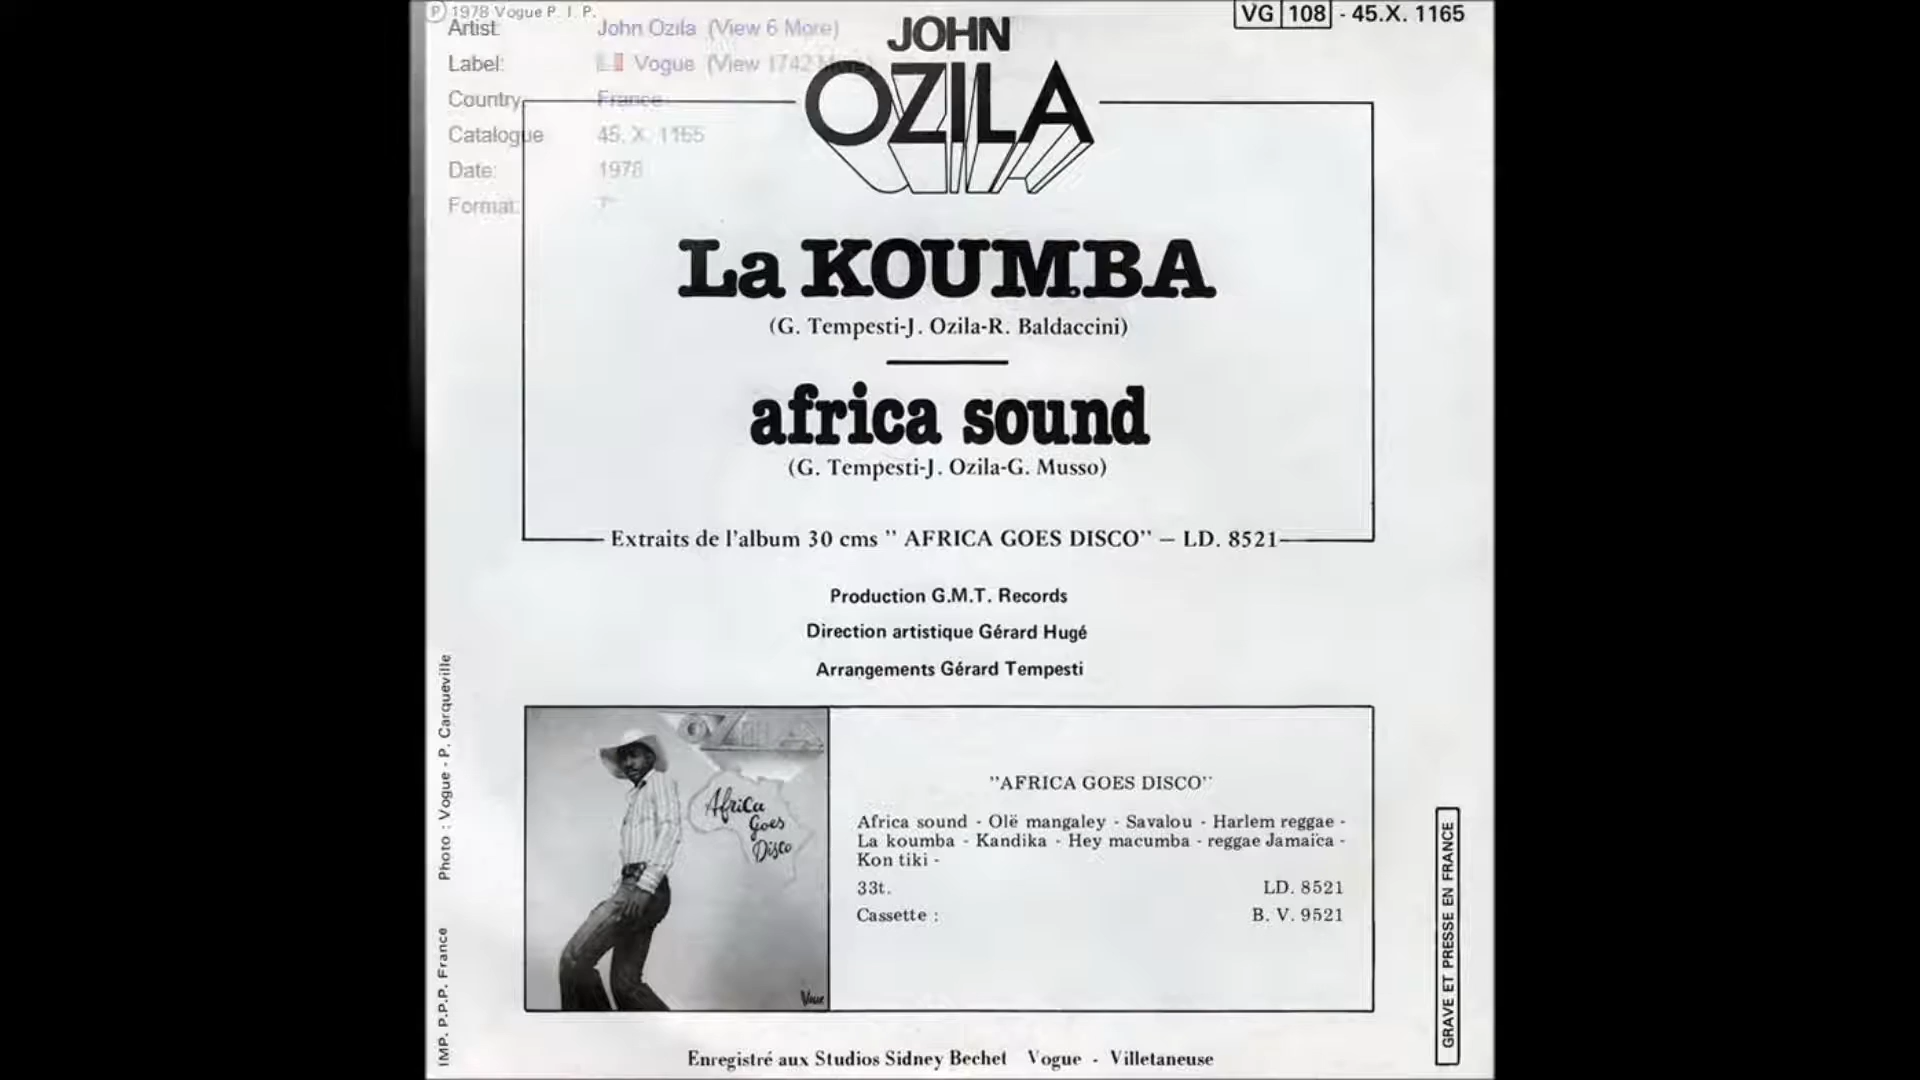 Ⓟ 1978 Vogue P. I. P.
Artist: John Ozila (View 6 More)
Label: Vogue (View 1742
Country: France
Catalogue 45. X. 1165
Date: 1978
Format: 7"
VG 108 - 45.X. 1165
JOHN
OZILA
La KOUMBA
(G. Tempesti-J. Ozila-R. Baldaccini)
africa sound
(G. Tempesti-J. Ozila-G. Musso)
Extraits de l'album 30 cms " AFRICA GOES DISCO" – LD. 8521
Production G.M.T. Records
Direction artistique Gérard Hugé
Arrangements Gérard Tempesti
OZILA
Africa
Goes
Disco
Vogue
"AFRICA GOES DISCO"
Africa sound - Olë mangaley - Savalou - Harlem reggae -
La koumba - Kandika - Hey macumba - reggae Jamaïca -
Kon tiki -
33t. LD. 8521
Cassette : B. V. 9521
Enregistré aux Studios Sidney Bechet Vogue - Villetaneuse
IMP. P.P.P. France Photo : Vogue - P. Carqueville
GRAVE ET PRESSE EN FRANCE